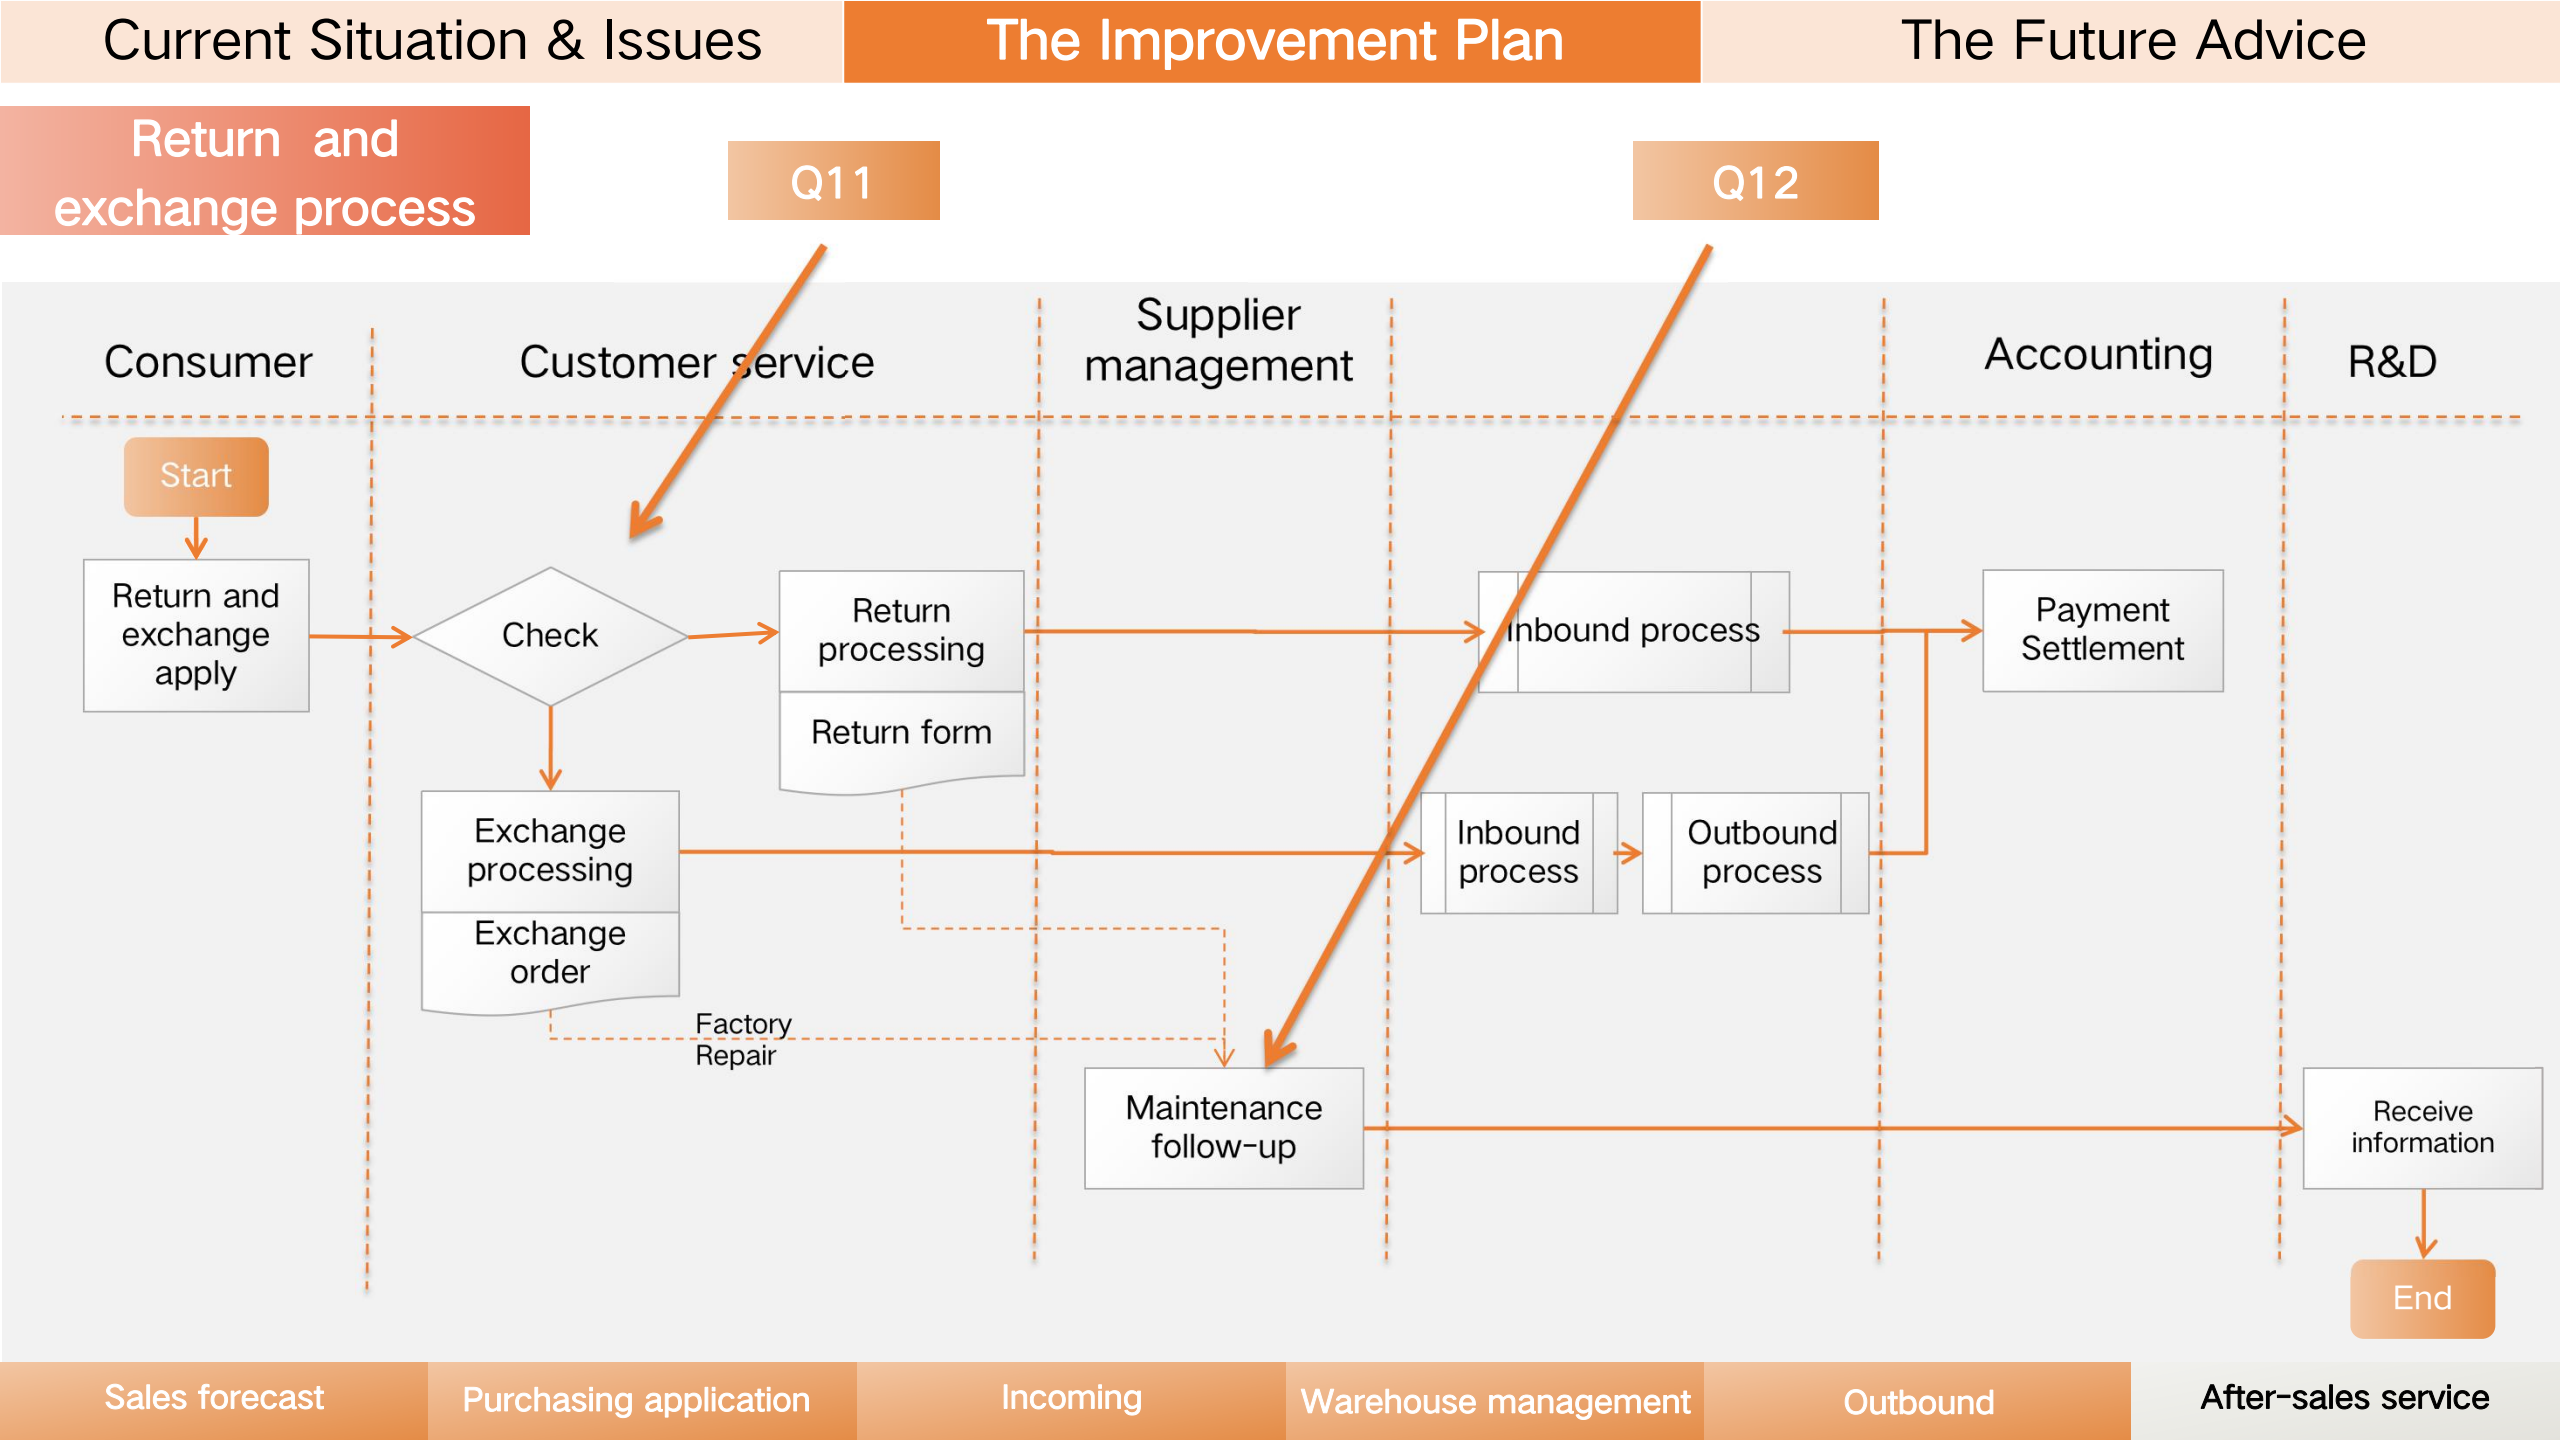 Current Situation & Issues
The Improvement Plan
The Future Advice
Return and
exchange process
Q11
Q12
Consumer
Customer service
Supplier
management
Accounting
R&D
Start
Return and
exchange
apply
Check
Return
processing
Return form
Inbound process
Payment
Settlement
Exchange
processing
Exchange
order
Inbound
process
Outbound
process
Factory
Repair
Maintenance
follow-up
Receive
information
End
Sales forecast
Purchasing application
Incoming
Warehouse management
Outbound
After-sales service